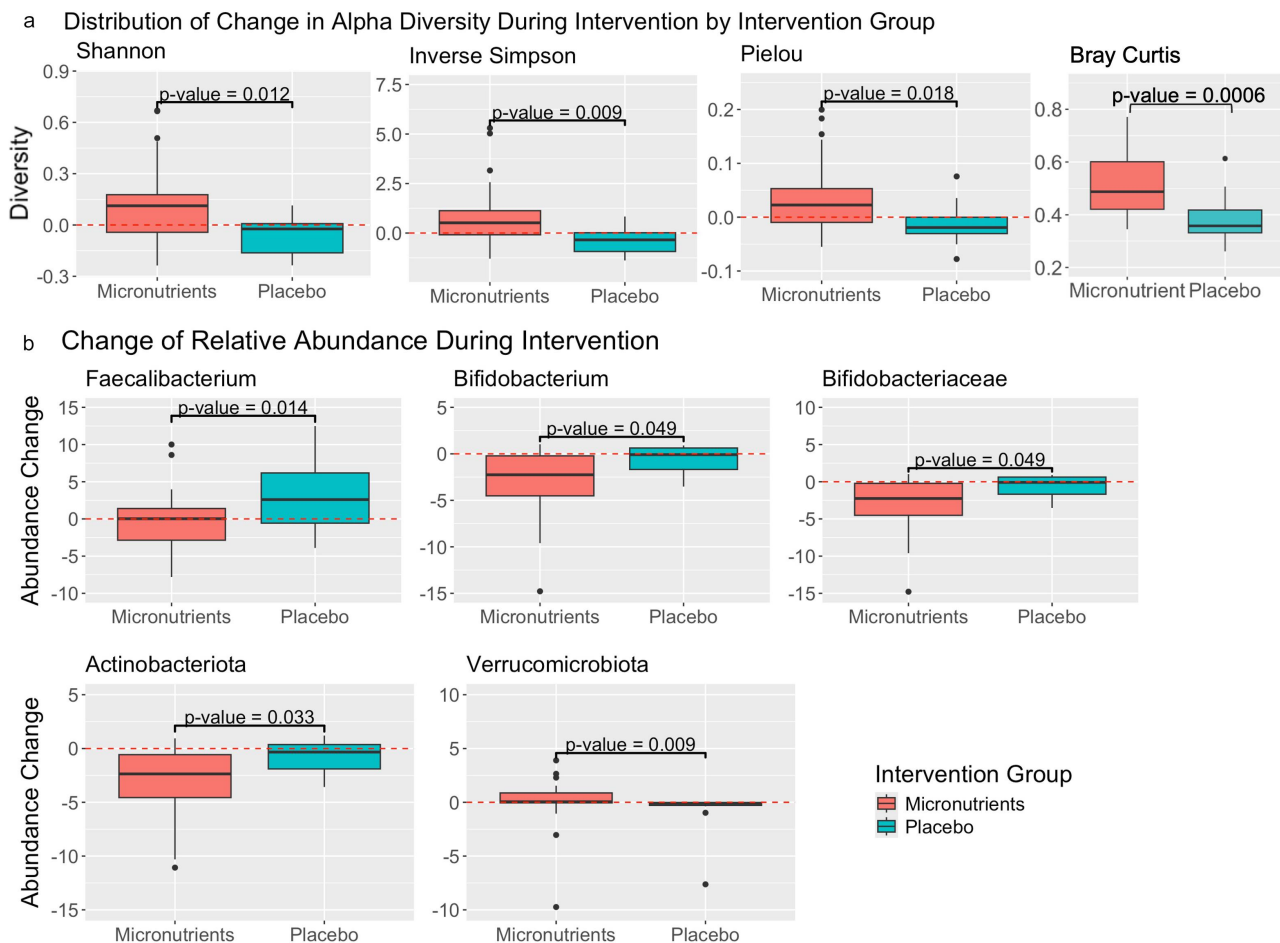 a Distribution of Change in Alpha Diversity During Intervention by Intervention Group
Shannon
Diversity
0.9
0.6
0.3
0.0
-0.3
p-value = 0.012
Micronutrients Placebo
Inverse Simpson
7.5
5.0
2.5
0.0
p-value = 0.009
Micronutrients Placebo
Pielou
0.2
0.1
0.0
-0.1
p-value = 0.018
Micronutrients Placebo
Bray Curtis
0.8
0.6
0.4
0.2
p-value = 0.0006
Micronutrient Placebo
b Change of Relative Abundance During Intervention
Faecalibacterium
Abundance Change
15
10
5
0
-5
-10
p-value = 0.014
Micronutrients Placebo
Bifidobacterium
5
0
-5
-10
-15
p-value = 0.049
Micronutrients Placebo
Bifidobacteriaceae
10
5
0
-5
-10
-15
p-value = 0.049
Micronutrients Placebo
Actinobacteriota
Abundance Change
5
0
-5
-10
-15
p-value = 0.033
Micronutrients Placebo
Verrucomicrobiota
10
5
0
-5
-10
p-value = 0.009
Micronutrients Placebo
Intervention Group
Micronutrients
Placebo